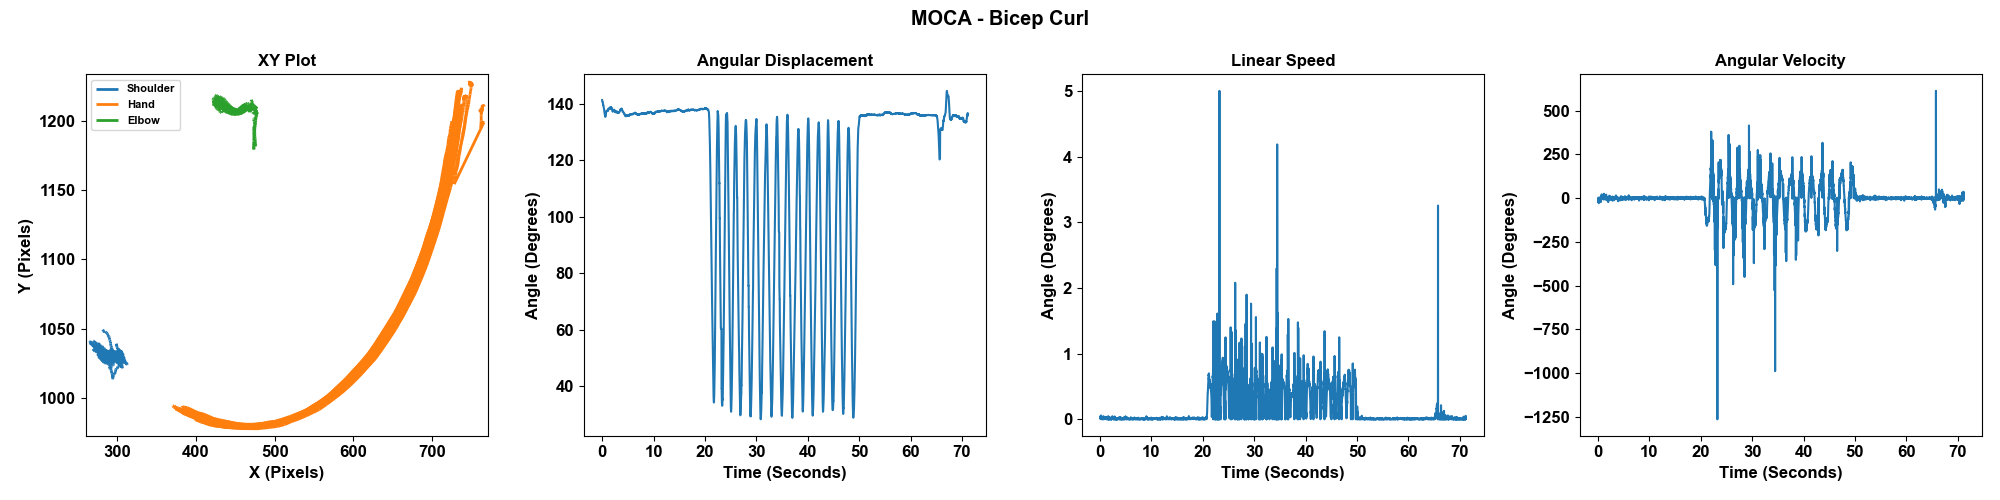 MOCA - Bicep Curl
XY Plot
Shoulder
Hand
Elbow
1200
1150
1100
1050
1000
Y (Pixels)
300 400 500 600 700
X (Pixels)
Angular Displacement
140
120
100
80
60
40
Angle (Degrees)
0 10 20 30 40 50 60 70
Time (Seconds)
Linear Speed
5
4
3
2
1
0
Angle (Degrees)
0 10 20 30 40 50 60 70
Time (Seconds)
Angular Velocity
500
250
0
−250
−500
−750
−1000
−1250
Angle (Degrees)
0 10 20 30 40 50 60 70
Time (Seconds)